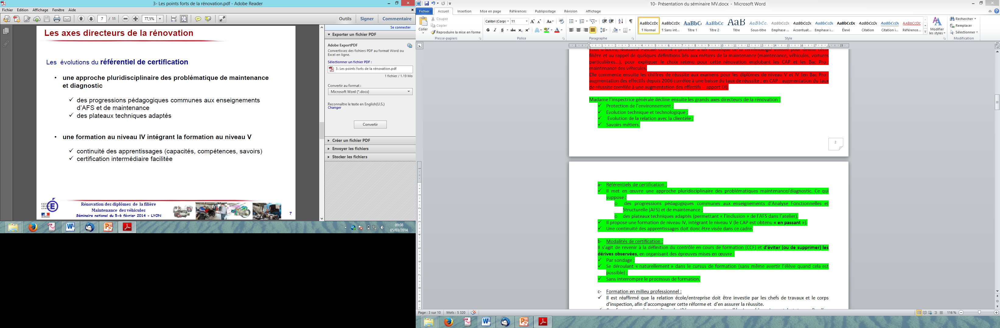 3- Les points forts de la rénovation.pdf - Adobe Reader
Fichier Edition Affichage Fenêtre Aide
7 / 11 77,5% Outils Signer Commentaire
Les axes directeurs de la rénovation
Les évolutions du référentiel de certification
• une approche pluridisciplinaire des problématique de maintenance
et diagnostic
✓ des progressions pédagogiques communes aux enseignements
d'AFS et de maintenance
✓ des plateaux techniques adaptés
• une formation au niveau IV intégrant la formation au niveau V
✓ continuité des apprentissages (capacités, compétences, savoirs)
✓ certification intermédiaire facilitée
Rénovation des diplômes de la filière
Maintenance des véhicules
Séminaire national du 5-6 février 2014 - LYON
7
Se connecter
Exporter un fichier PDF
Adobe ExportPDF
Convertissez des fichiers PDF au format Word ou
Excel en ligne.
Sélectionner un fichier PDF :
3- Les points forts de la rénovation.pdf
1 fichier / 1.19 Mo
Convertir au format :
Microsoft Word (*.docx)
Reconnaître le texte en English(U.S.)
Changer
Convertir
Créer un fichier PDF
Envoyer les fichiers
Stocker les fichiers
09:08
05/03/2014
10- Présentation du séminaire MV.docx - Microsoft Word
Fichier Accueil Insertion Mise en page Références Publipostage Révision Affichage
Coller
Couper
Copier
Reproduire la mise en forme
Presse-papiers
Calibri (Corps 11
G I S abc x₂ x²
Police
Paragraphe
AaBbCcDc AaBbCcDc AaBbC AaBbCc AaB AaBbCc. AaBbCcDc AaBbCcDc AaBbCcDc AaBbCcDc AaBbCcDc AaBbCcDc AABBCCDD
¶ Normal ¶ Sans int... Titre 1 Titre 2 Titre Sous-titre Emphase ... Accentuat... Emphase i... Élevé Citation Citation i... Référence...
Style
Modifier
les styles
Rechercher
Remplacer
Sélectionner
Modification
Tout d'abord, Madame Pascale COSTA a procédé à un historique de la terminologie utilisée pour définir cette
filière et au rappel de quelques définitions liés aux métiers de la maintenance (maintenance, véhicules, voitures
particulières…), pour expliquer le choix retenu pour cette rénovation englobant les CAP et les Bac Pro :
maintenance des véhicules.
Elle commente ensuite les chiffres de réussite aux examens pour les diplômes de niveau V et IV (en Bac Pro :
augmentation des effectifs depuis 2006 corrélée à une baisse du taux de réussite ; en CAP : augmentation du taux
de réussite corrélée à une augmentation des effectifs – apport DI).
Madame l'inspectrice générale décline ensuite les grands axes directeurs de la rénovation :
✓ Protection de l'environnement ;
✓ Evolution technique et technologique ;
✓ Evolution de la relation avec la clientèle ;
✓ Savoirs métiers.
2
a- Référentiels de certification :
✓ Il met en œuvre une approche pluridisciplinaire des problématiques maintenance/diagnostic. Ce qui
suppose :
o des progressions pédagogiques communes aux enseignements d'Analyse Fonctionnelles et
Structurelle (AFS) et de maintenance ;
o des plateaux techniques adaptés (permettant « l'inclusion » de l'AFS dans l'atelier).
✓ Il propose une formation de niveau IV, intégrant le niveau V (le CAP est obtenu « en passant »).
✓ Une continuité des apprentissages doit donc être visée dans ce cadre.
b- Modalités de certification :
Il s'agit de revenir à la définition du contrôle en cours de formation (CCF) et d'éviter (ou de supprimer) les
dérives observées, en organisant des épreuves mises en œuvre :
✓ Par sondage ;
✓ Se déroulant « naturellement » dans le cursus de formation (sans même avertir l'élève quand cela est
possible) ;
✓ Sans interrompre le processus de formation.
c- Formation en milieu professionnel :
✓ Il est réaffirmé que la relation école/entreprise doit être investie par les chefs de travaux et le corps
d'inspection, afin d'accompagner cette réforme et d'en assurer la réussite.
Page : 3 sur 10 Mots : 5 320 116 %